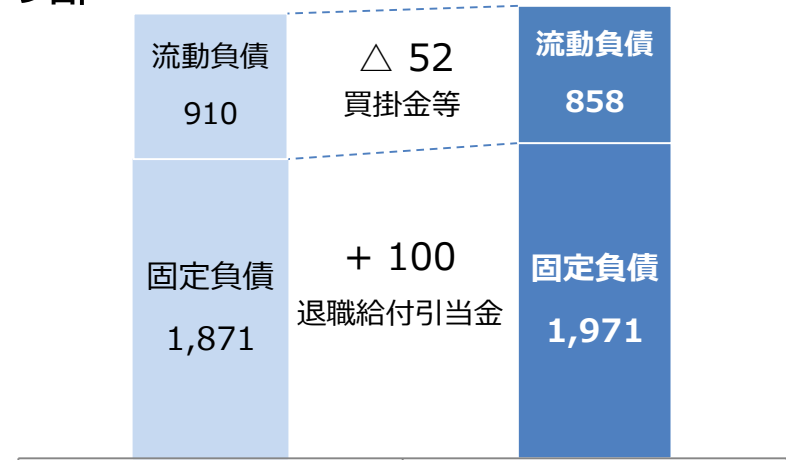 流動負債
910
△ 52
買掛金等
流動負債
858
固定負債
1,871
+ 100
退職給付引当金
固定負債
1,971